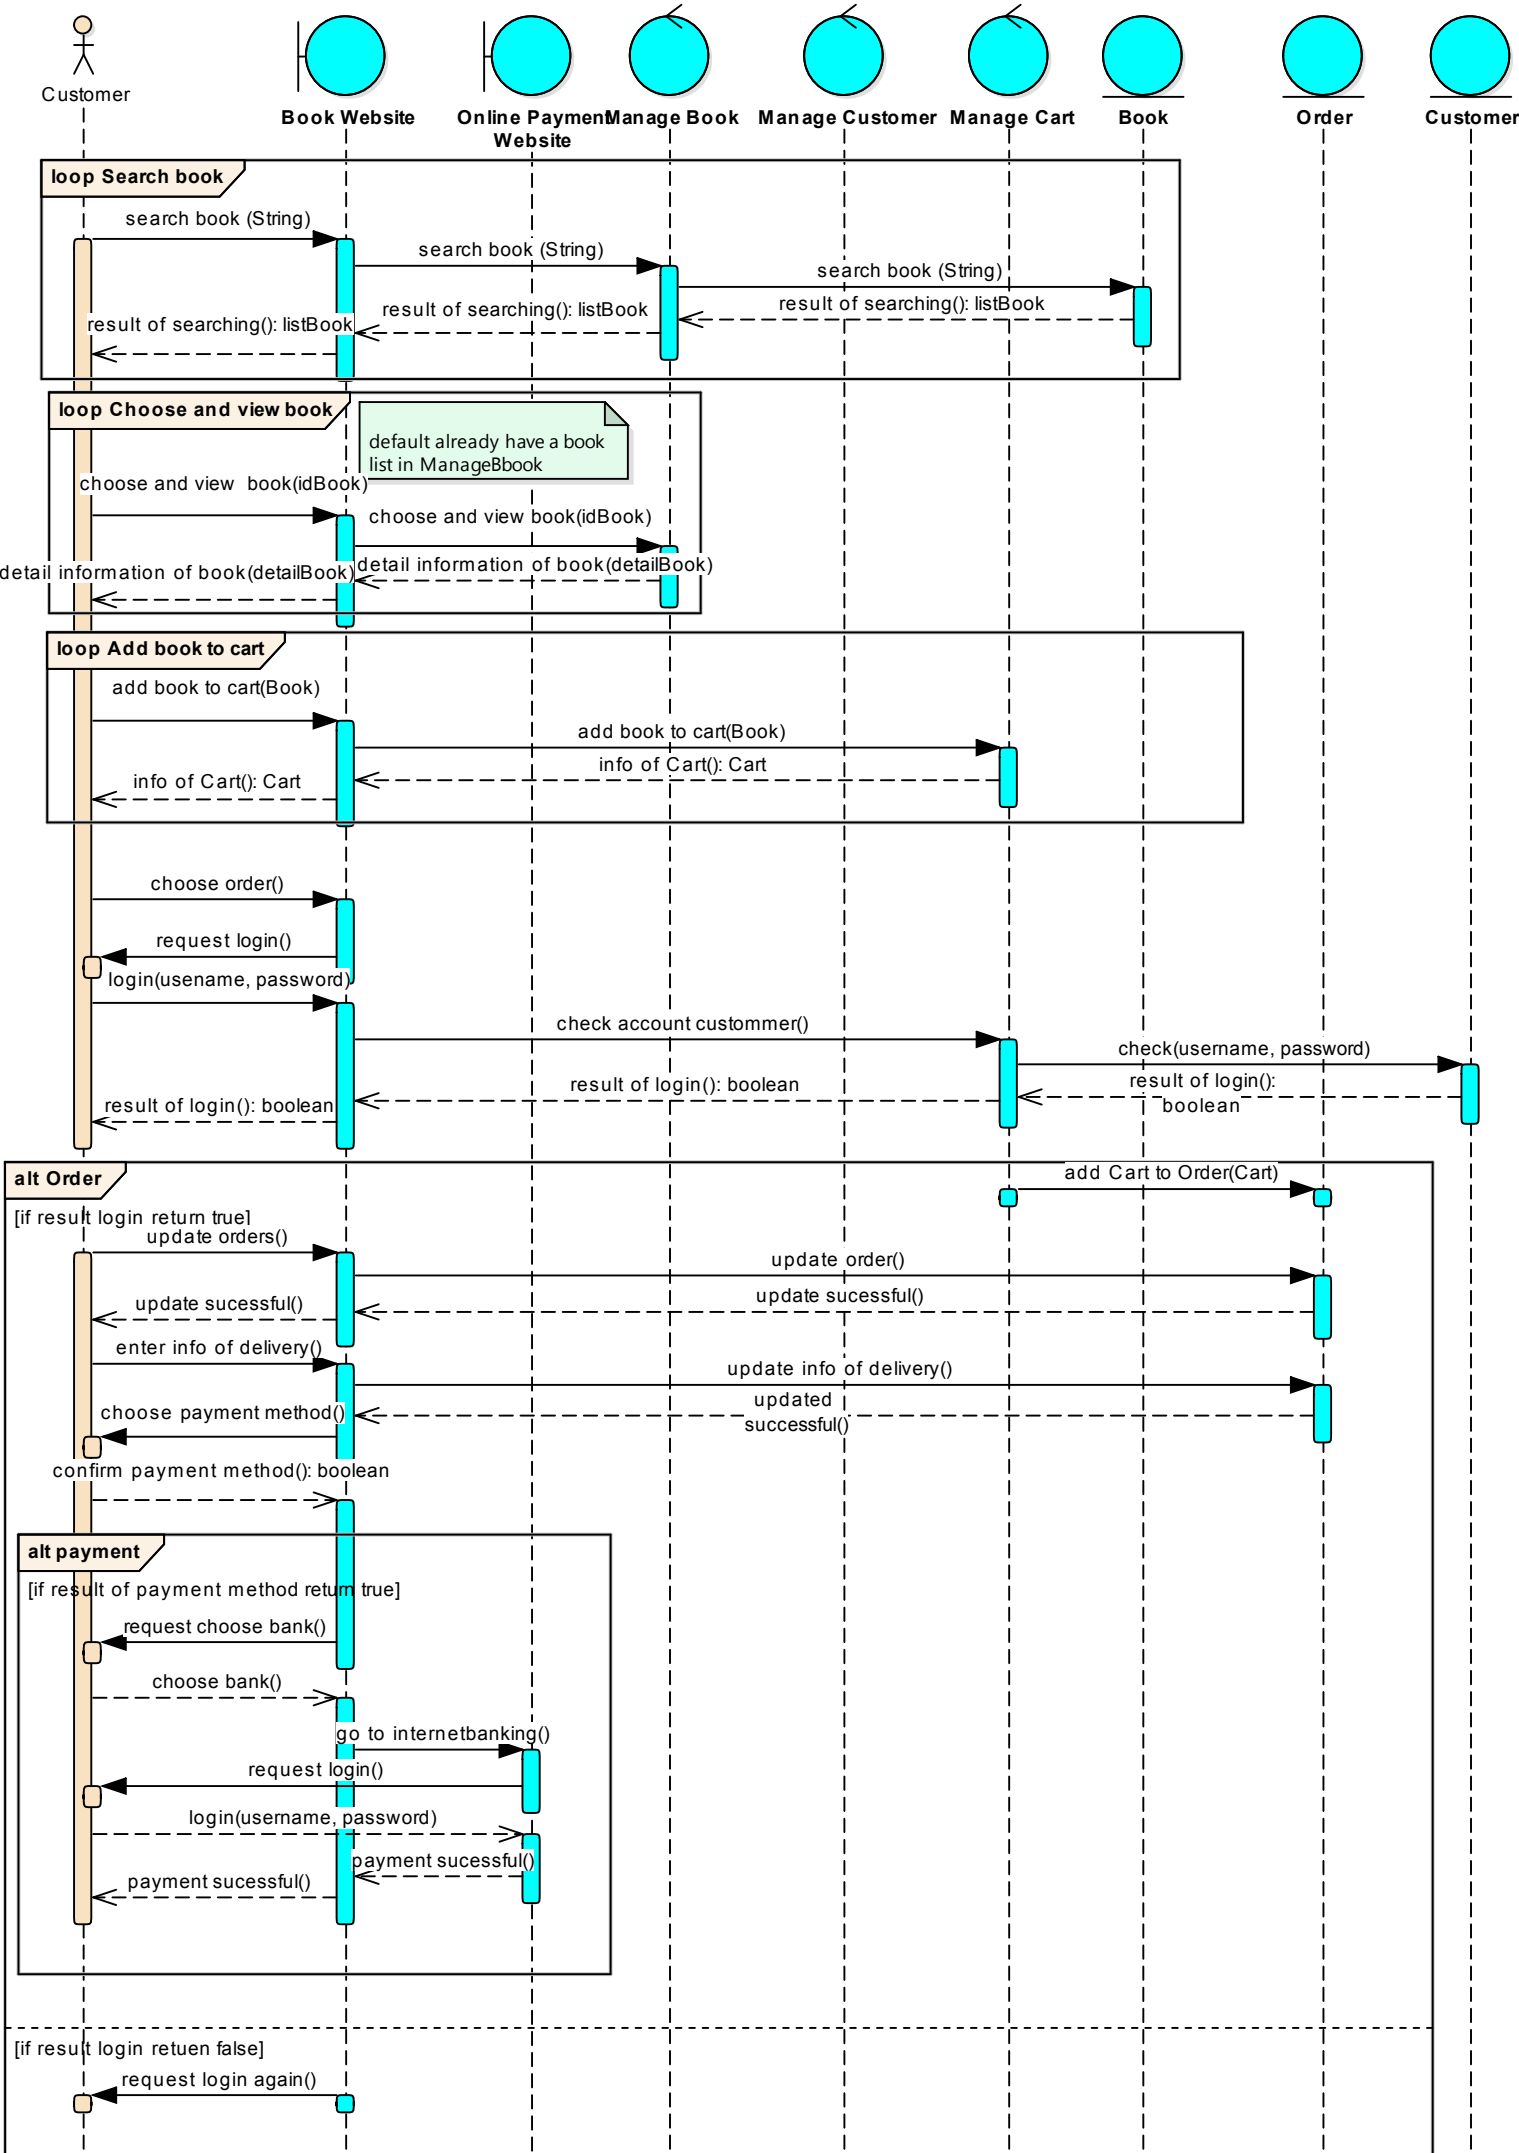 Customer
Book Website
Online Payment
Website
Manage Book
Manage Customer
Manage Cart
Book
Order
Customer
loop Search book
search book (String)
search book (String)
search book (String)
result of searching(): listBook
result of searching(): listBook
result of searching(): listBook
loop Choose and view book
default already have a book
list in ManageBbook
choose and view book(idBook)
choose and view book(idBook)
detail information of book(detailBook)
detail information of book(detailBook)
loop Add book to cart
add book to cart(Book)
add book to cart(Book)
info of Cart(): Cart
info of Cart(): Cart
choose order()
request login()
login(usename, password)
check account custommer()
check(username, password)
result of login():
boolean
result of login(): boolean
result of login(): boolean
alt Order
add Cart to Order(Cart)
[if result login return true]
update orders()
update order()
update sucessful()
update sucessful()
enter info of delivery()
update info of delivery()
updated
successful()
choose payment method()
confirm payment method(): boolean
alt payment
[if result of payment method return true]
request choose bank()
choose bank()
go to internetbanking()
request login()
login(username, password)
payment sucessful()
payment sucessful()
[if result login retuen false]
request login again()